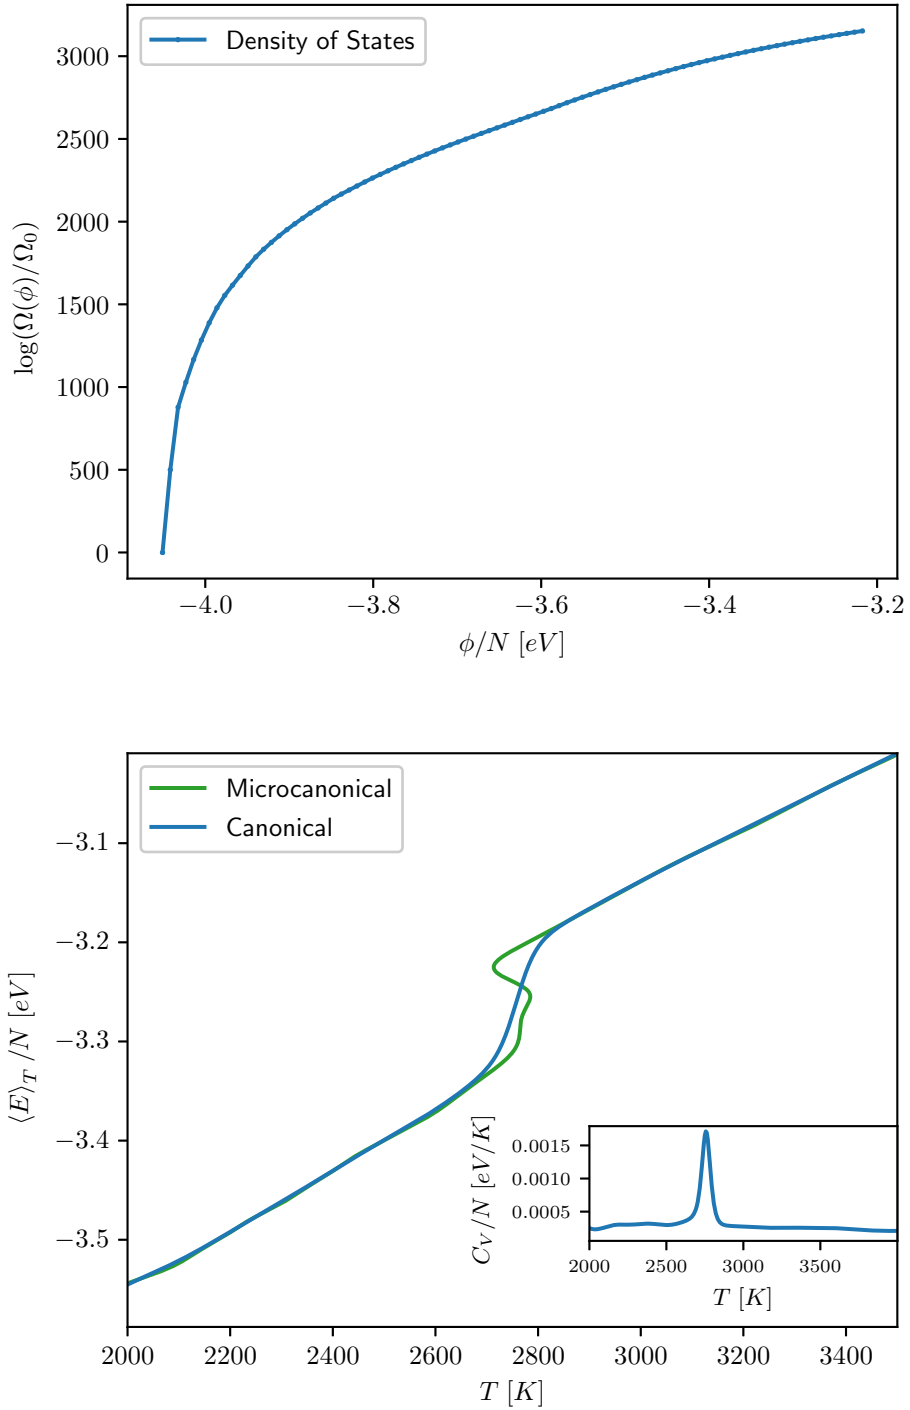 Density of States
3000
2500
2000
1500
1000
500
0
log(Ω(ϕ)/Ω₀)
−4.0 −3.8 −3.6 −3.4 −3.2
ϕ/N [eV]
Microcanonical
Canonical
−3.1
−3.2
−3.3
−3.4
−3.5
⟨E⟩_T /N [eV]
0.0015
0.0010
0.0005
C_V/N [eV/K]
2000 2500 3000 3500
T [K]
2000 2200 2400 2600 2800 3000 3200 3400
T [K]